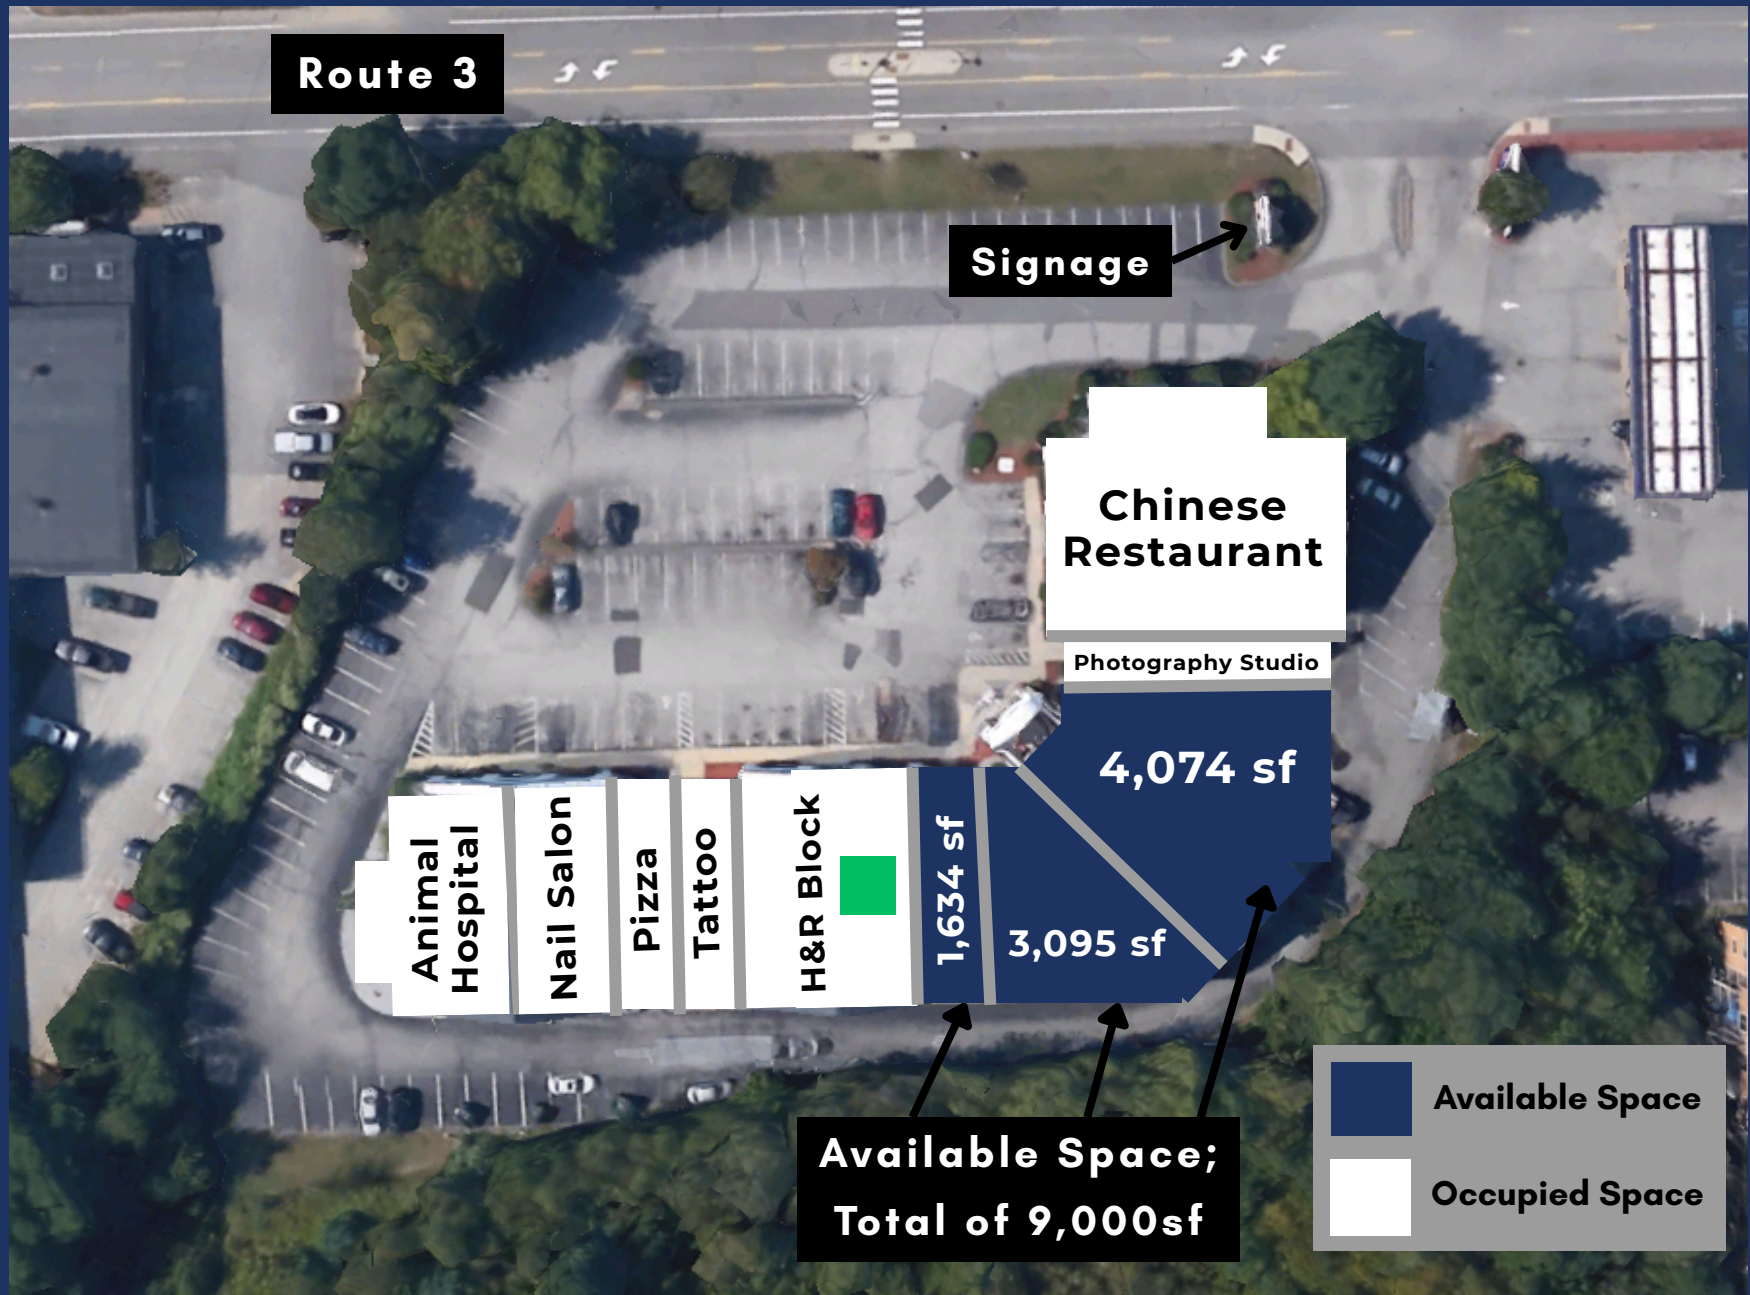 Route 3
Signage
Chinese
Restaurant
Photography Studio
4,074 sf
Animal
Hospital
Nail Salon
Pizza
Tattoo
H&R Block
1,634 sf
3,095 sf
Available Space;
Total of 9,000sf
Available Space
Occupied Space